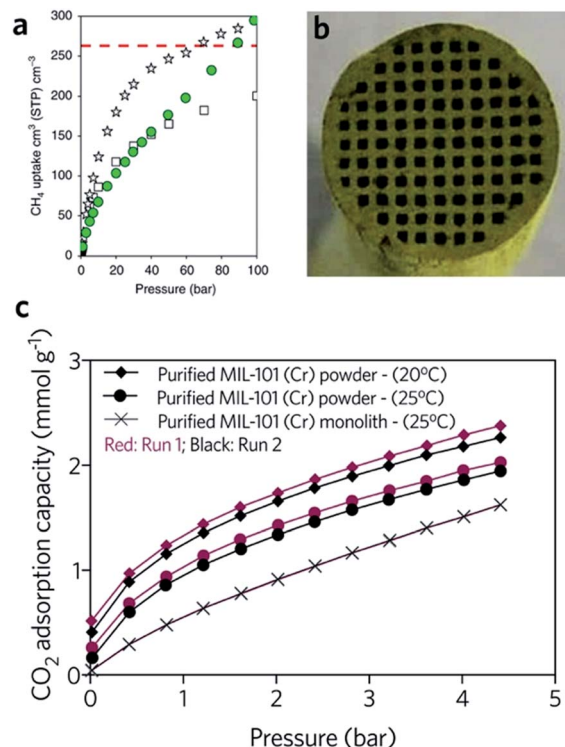 a
b
300
250
200
150
100
50
0
CH₄ uptake cm³ (STP) cm⁻³
0 20 40 60 80 100
Pressure (bar)
c
3
2
1
0
CO₂ adsorption capacity (mmol g⁻¹)
Purified MIL-101 (Cr) powder - (20ºC)
Purified MIL-101 (Cr) powder - (25ºC)
Purified MIL-101 (Cr) monolith - (25ºC)
Red: Run 1; Black: Run 2
0 1 2 3 4 5
Pressure (bar)